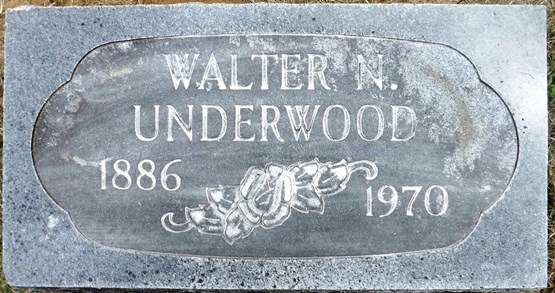 WALTER N.
UNDERWOOD
1886
1970